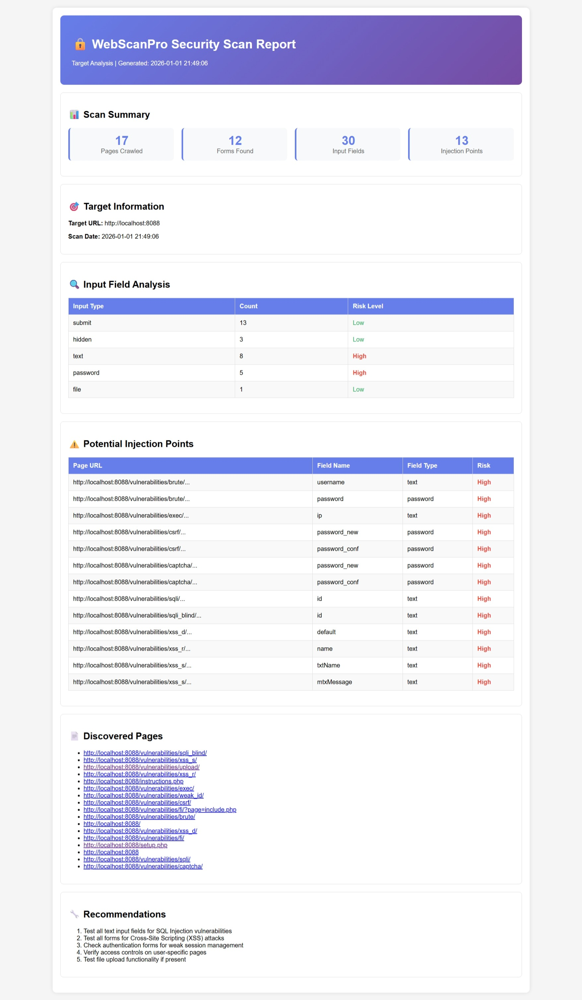 WebScanPro Security Scan Report
Target Analysis | Generated: 2026-01-01 21:49:06
Scan Summary
17
Pages Crawled
12
Forms Found
30
Input Fields
13
Injection Points
Target Information
Target URL: http://localhost:8088
Scan Date: 2026-01-01 21:49:06
Input Field Analysis
Input Type Count Risk Level
submit 13 Low
hidden 3 Low
text 8 High
password 5 High
file 1 Low
Potential Injection Points
Page URL Field Name Field Type Risk
http://localhost:8088/vulnerabilities/brute/... username text High
http://localhost:8088/vulnerabilities/brute/... password password High
http://localhost:8088/vulnerabilities/exec/... ip text High
http://localhost:8088/vulnerabilities/csrf/... password_new password High
http://localhost:8088/vulnerabilities/csrf/... password_conf password High
http://localhost:8088/vulnerabilities/captcha/... password_new password High
http://localhost:8088/vulnerabilities/captcha/... password_conf password High
http://localhost:8088/vulnerabilities/sqli/... id text High
http://localhost:8088/vulnerabilities/sqli_blind/... id text High
http://localhost:8088/vulnerabilities/xss_d/... default text High
http://localhost:8088/vulnerabilities/xss_r/... name text High
http://localhost:8088/vulnerabilities/xss_s/... txtName text High
http://localhost:8088/vulnerabilities/xss_s/... mtxMessage text High
Discovered Pages
• http://localhost:8088/vulnerabilities/sqli_blind/
• http://localhost:8088/vulnerabilities/xss_s/
• http://localhost:8088/vulnerabilities/upload/
• http://localhost:8088/vulnerabilities/xss_r/
• http://localhost:8088/instructions.php
• http://localhost:8088/vulnerabilities/exec/
• http://localhost:8088/vulnerabilities/weak_id/
• http://localhost:8088/vulnerabilities/csrf/
• http://localhost:8088/vulnerabilities/fi/?page=include.php
• http://localhost:8088/vulnerabilities/brute/
• http://localhost:8088/
• http://localhost:8088/vulnerabilities/xss_d/
• http://localhost:8088/vulnerabilities/fi/
• http://localhost:8088/setup.php
• http://localhost:8088
• http://localhost:8088/vulnerabilities/sqli/
• http://localhost:8088/vulnerabilities/captcha/
Recommendations
1. Test all text input fields for SQL Injection vulnerabilities
2. Test all forms for Cross-Site Scripting (XSS) attacks
3. Check authentication forms for weak session management
4. Verify access controls on user-specific pages
5. Test file upload functionality if present